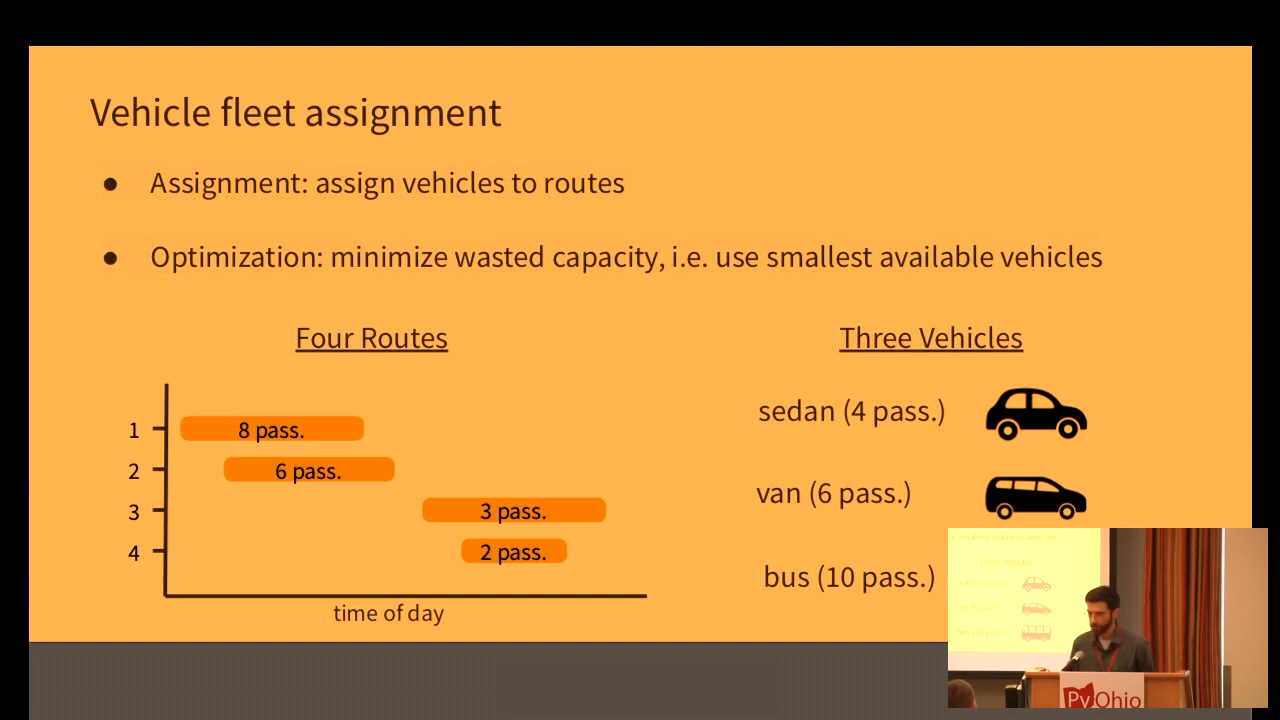 Vehicle fleet assignment
● Assignment: assign vehicles to routes
● Optimization: minimize wasted capacity, i.e. use smallest available vehicles
Four Routes
Three Vehicles
1 8 pass.
2 6 pass.
3 3 pass.
4 2 pass.
time of day
sedan (4 pass.)
van (6 pass.)
bus (10 pass.)
Three Vehicles
PyOhio